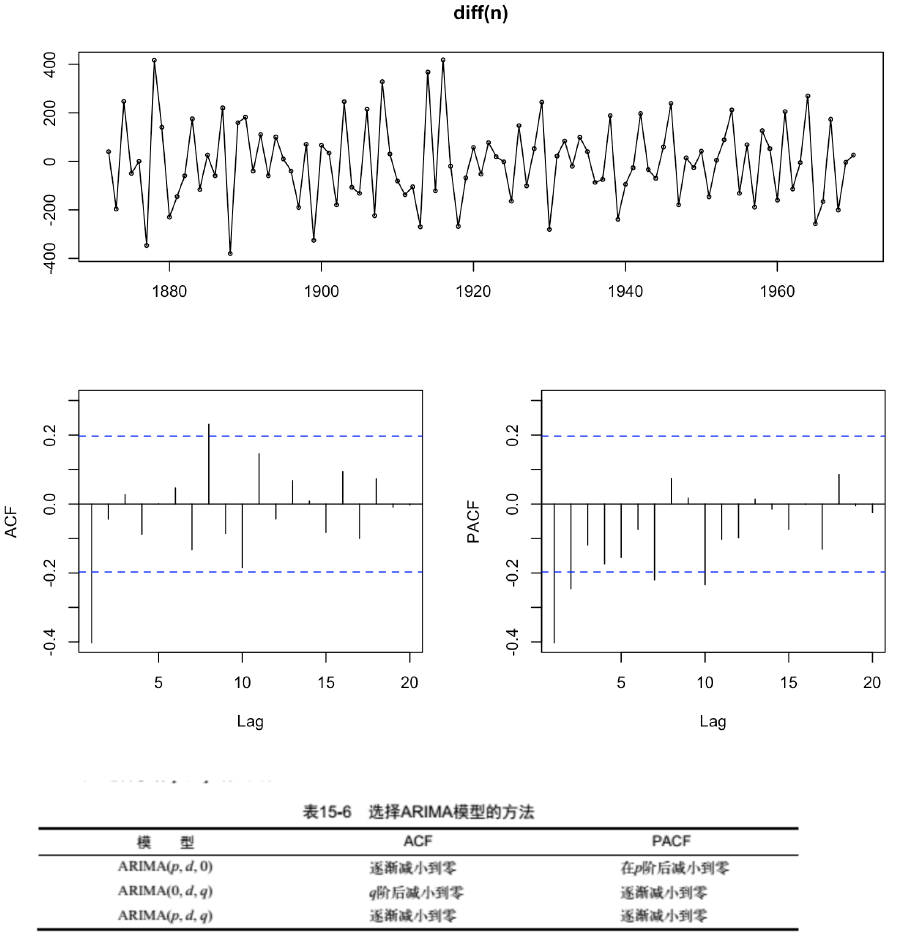 diff(n)
400
200
0
-200
-400
1880 1900 1920 1940 1960
ACF
0.2
0.0
-0.2
-0.4
5 10 15 20
Lag
PACF
0.2
0.0
-0.2
-0.4
5 10 15 20
Lag
表15-6 选择ARIMA模型的方法
模 型 ACF PACF
ARIMA(p, d, 0) 逐渐减小到零 在p阶后减小到零
ARIMA(0, d, q) q阶后减小到零 逐渐减小到零
ARIMA(p, d, q) 逐渐减小到零 逐渐减小到零